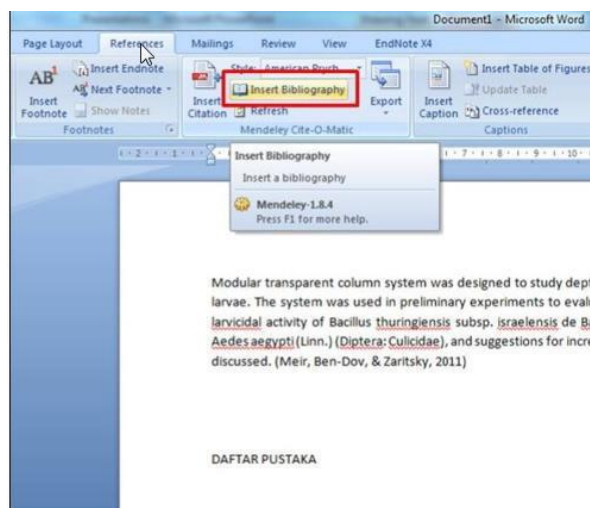 Document1 - Microsoft Word
Page Layout References Mailings Review View EndNote X4
AB¹ Insert Footnote
Insert Endnote
Next Footnote
Show Notes
Footnotes
Insert Citation
Style: American Psych...
Insert Bibliography
Refresh
Export
Mendeley Cite-O-Matic
Insert Caption
Insert Table of Figures
Update Table
Cross-reference
Captions
Insert Bibliography
Insert a bibliography
Mendeley-1.8.4
Press F1 for more help.
Modular transparent column system was designed to study dept
larvae. The system was used in preliminary experiments to eval
larvicidal activity of Bacillus thuringiensis subsp. israelensis de Ba
Aedes aegypti (Linn.) (Diptera: Culicidae), and suggestions for incre
discussed. (Meir, Ben-Dov, & Zaritsky, 2011)
DAFTAR PUSTAKA